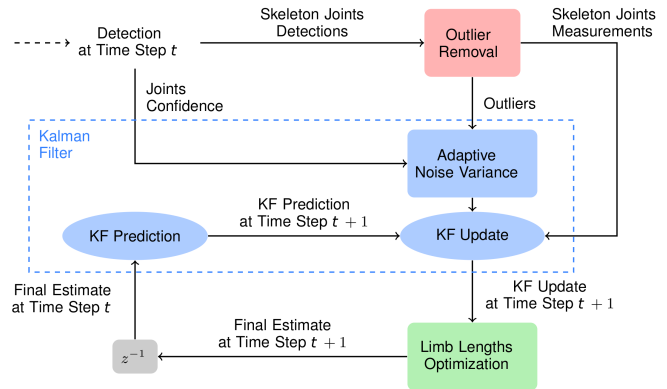 Detection
at Time Step t
Skeleton Joints
Detections
Outlier
Removal
Skeleton Joints
Measurements
Joints
Confidence
Outliers
Kalman
Filter
Adaptive
Noise Variance
KF Prediction
KF Prediction
at Time Step t + 1
KF Update
Final Estimate
at Time Step t
KF Update
at Time Step t + 1
Final Estimate
at Time Step t + 1
z⁻¹
Limb Lengths
Optimization